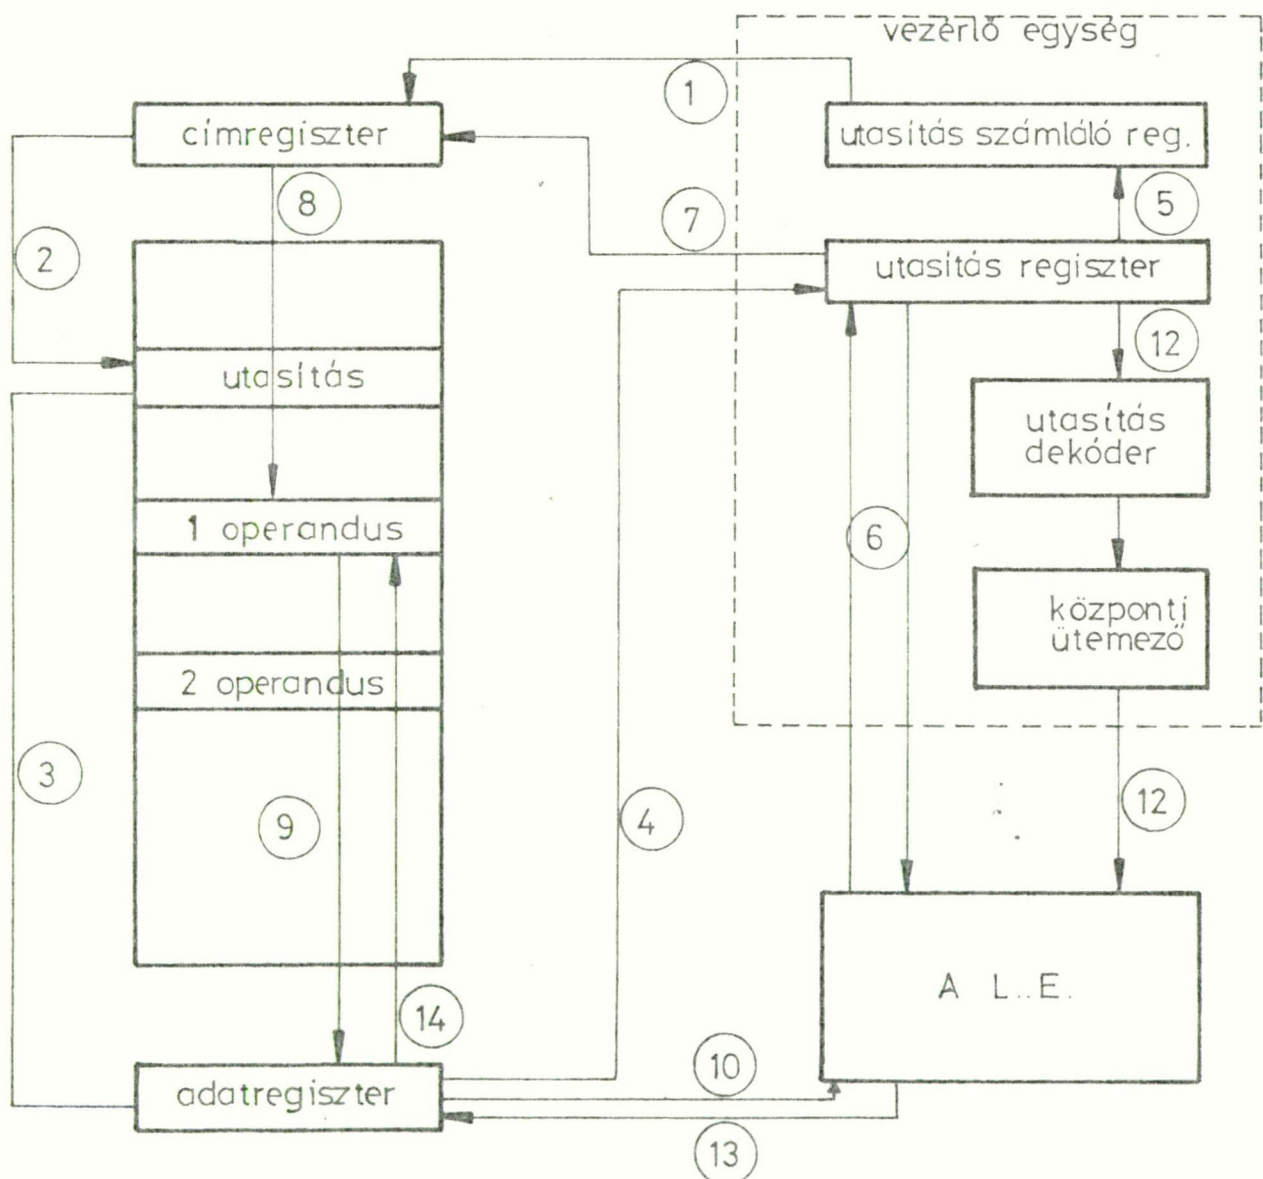 vezérlő egység
1
címregiszter
utasítás számláló reg.
8
7
5
2
utasítás regiszter
12
utasítás
utasítás
dekóder
1 operandus
6
központi
ütemező
2 operandus
3
9
4
12
A L..E.
14
10
adatregiszter
13